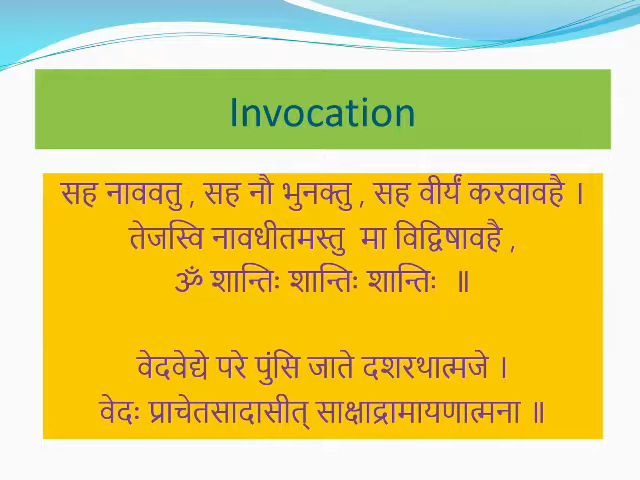 Invocation
सह नाववतु , सह नौ भुनक्तु , सह वीर्यं करवावहै ।
तेजस्वि नावधीतमस्तु मा विद्विषावहै ,
ॐ शान्तिः शान्तिः शान्तिः ॥
वेदवेद्ये परे पुंसि जाते दशरथात्मजे ।
वेदः प्राचेतसादासीत् साक्षाद्रामायणात्मना ॥